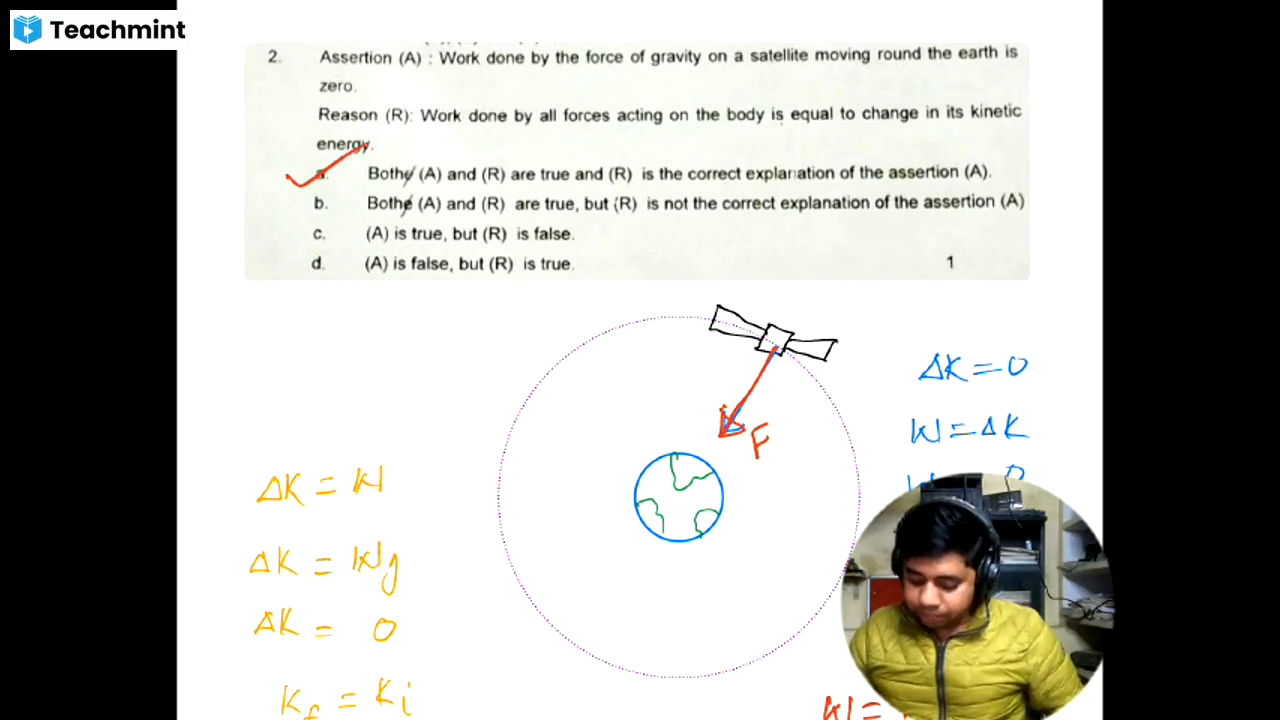 Teachmint
2. Assertion (A) : Work done by the force of gravity on a satellite moving round the earth is
zero.
Reason (R): Work done by all forces acting on the body is equal to change in its kinetic
energy.
a. Both (A) and (R) are true and (R) is the correct explanation of the assertion (A).
b. Both (A) and (R) are true, but (R) is not the correct explanation of the assertion (A)
c. (A) is true, but (R) is false.
d. (A) is false, but (R) is true. 1
F
ΔK = 0
W = ΔK
ΔK = W
ΔK = Wg
ΔK = 0
Kf = Ki
W =